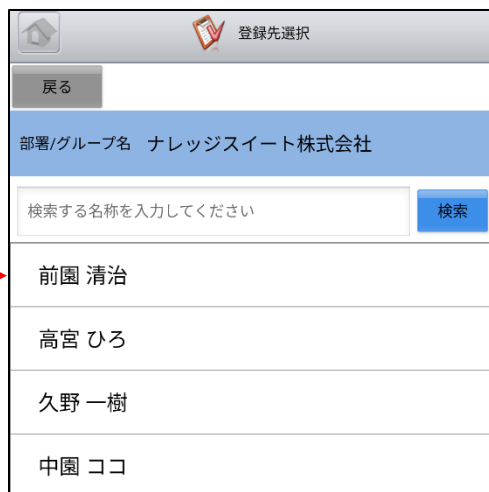 登録先選択
戻る
部署/グループ名 ナレッジスイート株式会社
検索する名称を入力してください 検索
前園 清治
高宮 ひろ
久野 一樹
中園 ココ